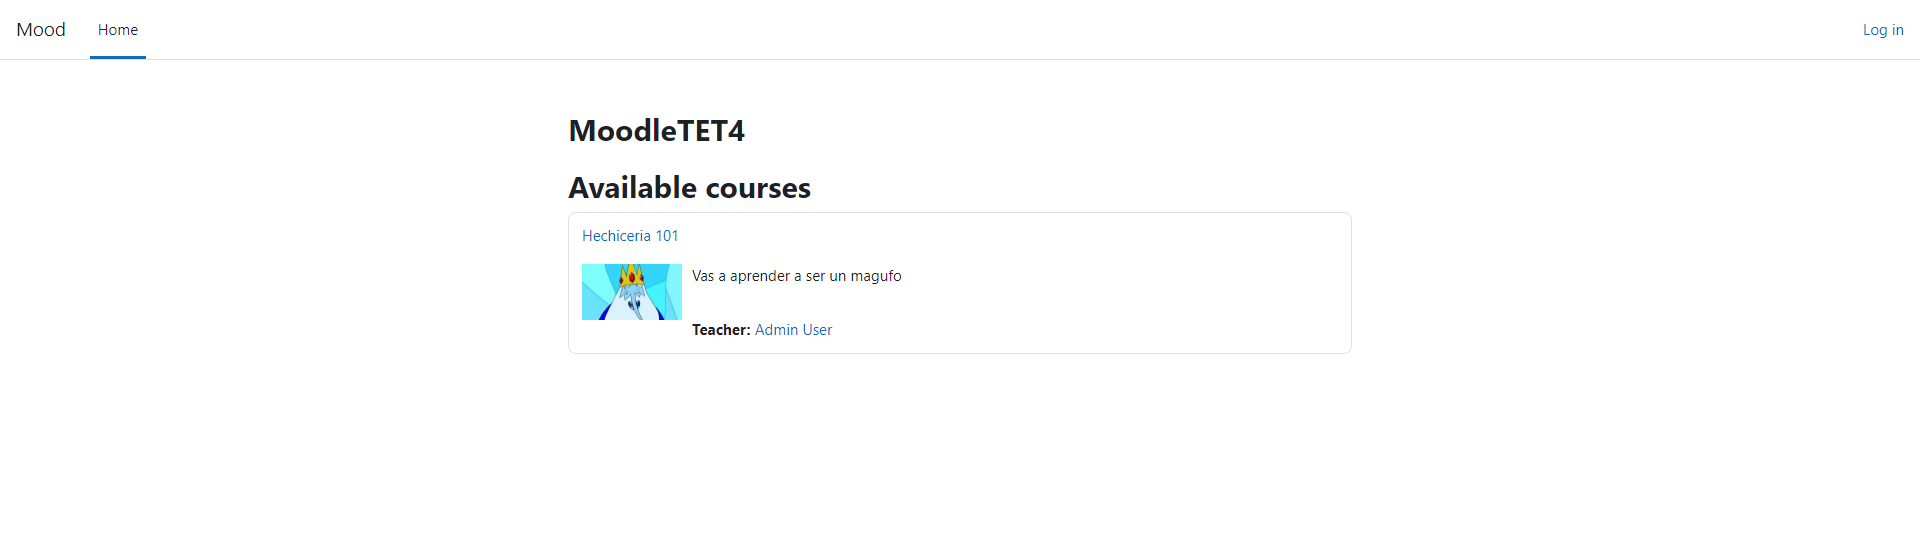 Mood Home Log in
MoodleTET4
Available courses
Hechiceria 101
Vas a aprender a ser un magufo
Teacher: Admin User